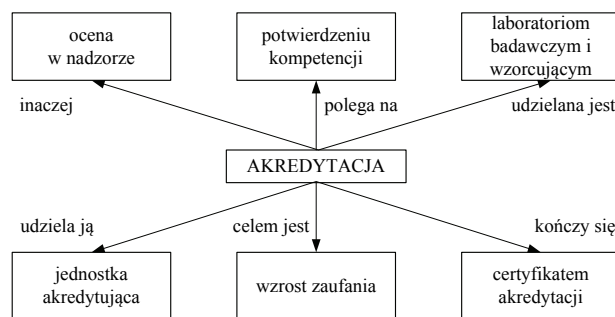 ocena
w nadzorze
potwierdzeniu
kompetencji
laboratoriom
badawczym i
wzorcującym
inaczej
polega na
udzielana jest
AKREDYTACJA
udziela ją
celem jest
kończy się
jednostka
akredytująca
wzrost zaufania
certyfikatem
akredytacji